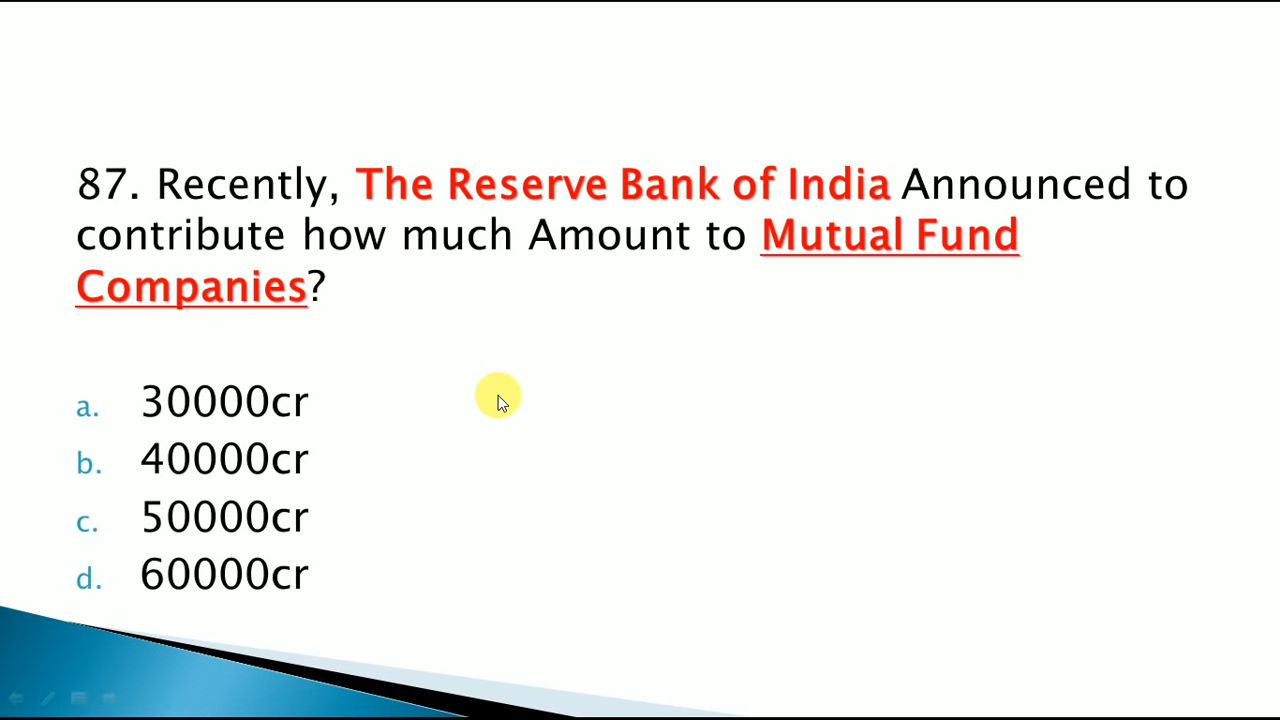 87. Recently, The Reserve Bank of India Announced to
contribute how much Amount to Mutual Fund
Companies?
a. 30000cr
b. 40000cr
c. 50000cr
d. 60000cr